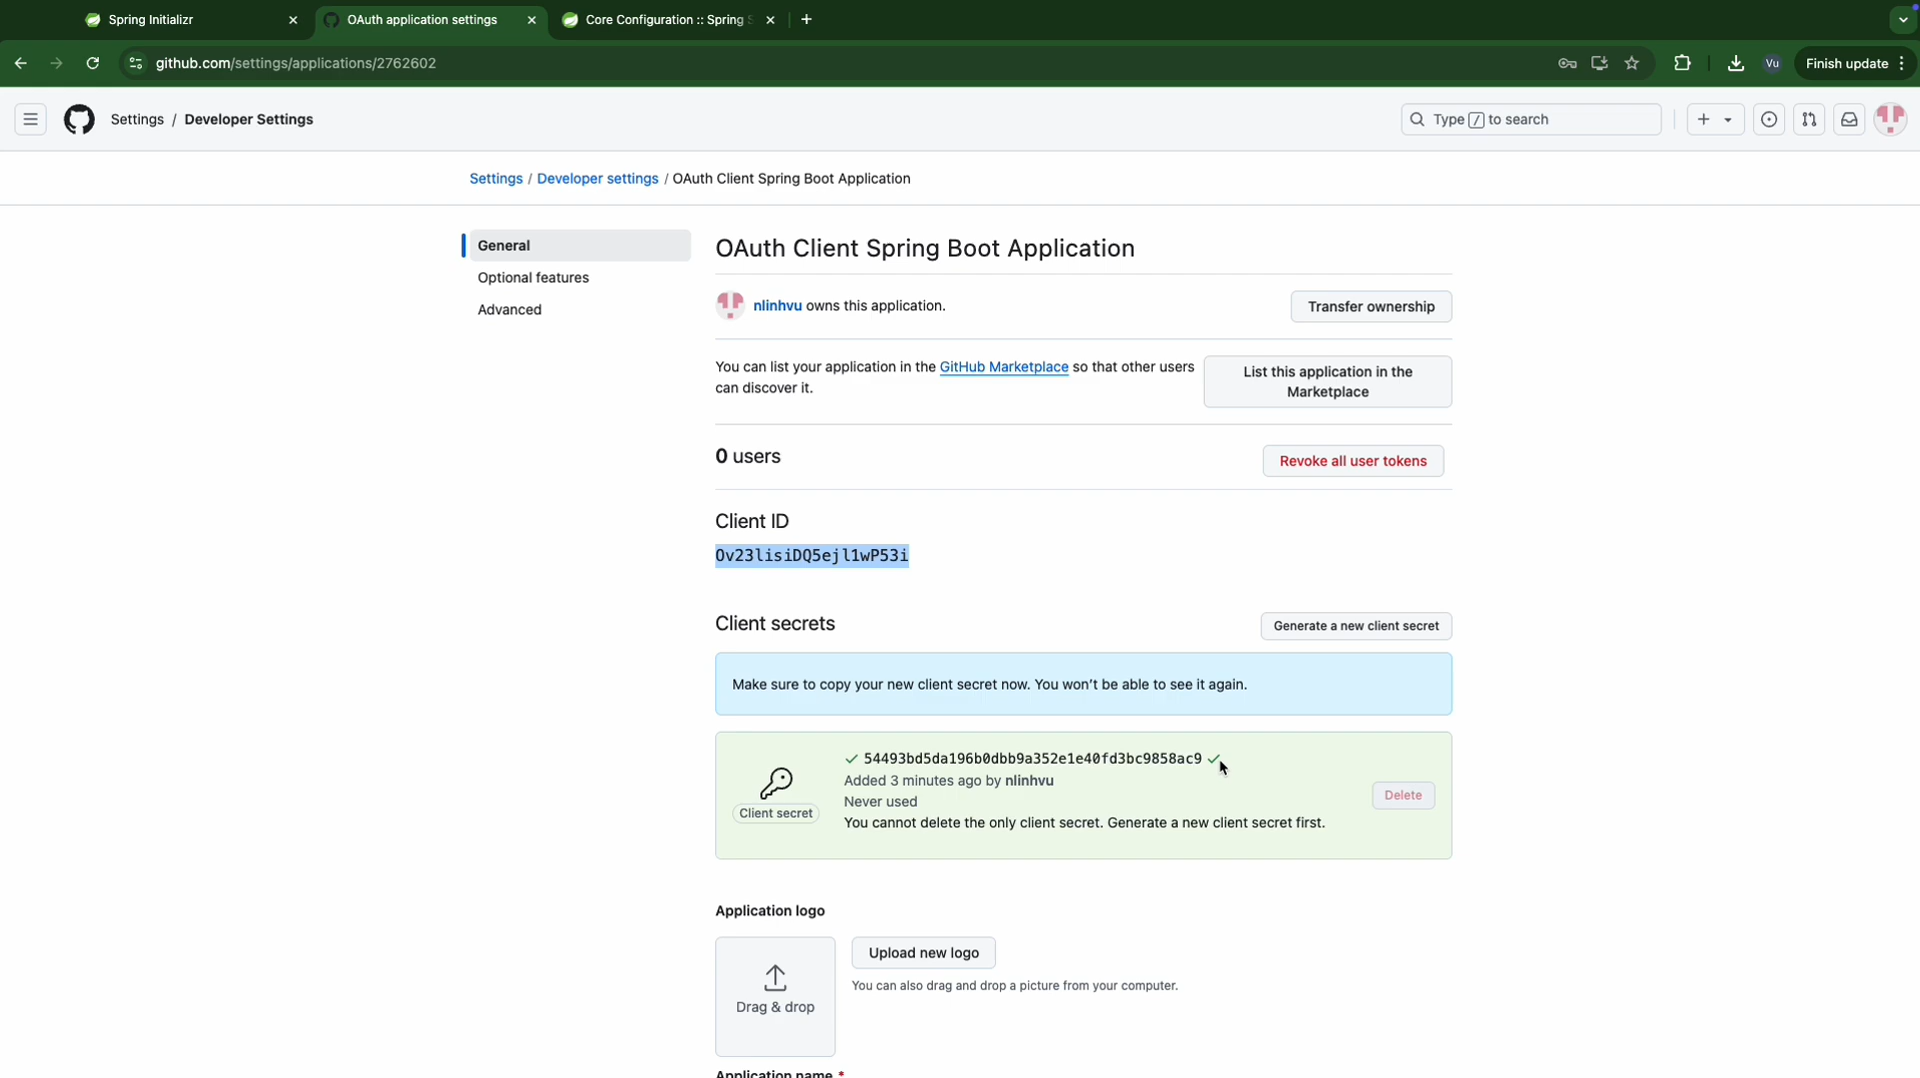 Spring Initializr
OAuth application settings
Core Configuration :: Spring S
github.com/settings/applications/2762602
Vu
Finish update
Settings / Developer Settings
Type / to search
Settings / Developer settings / OAuth Client Spring Boot Application
General
Optional features
Advanced
OAuth Client Spring Boot Application
nlinhvu owns this application.
Transfer ownership
You can list your application in the GitHub Marketplace so that other users
can discover it.
List this application in the
Marketplace
0 users
Revoke all user tokens
Client ID
Ov23lisiDQ5ejl1wP53i
Client secrets
Generate a new client secret
Make sure to copy your new client secret now. You won't be able to see it again.
54493bd5da196b0dbb9a352e1e40fd3bc9858ac9
Added 3 minutes ago by nlinhvu
Never used
You cannot delete the only client secret. Generate a new client secret first.
Client secret
Delete
Application logo
Drag & drop
Upload new logo
You can also drag and drop a picture from your computer.
Application name *